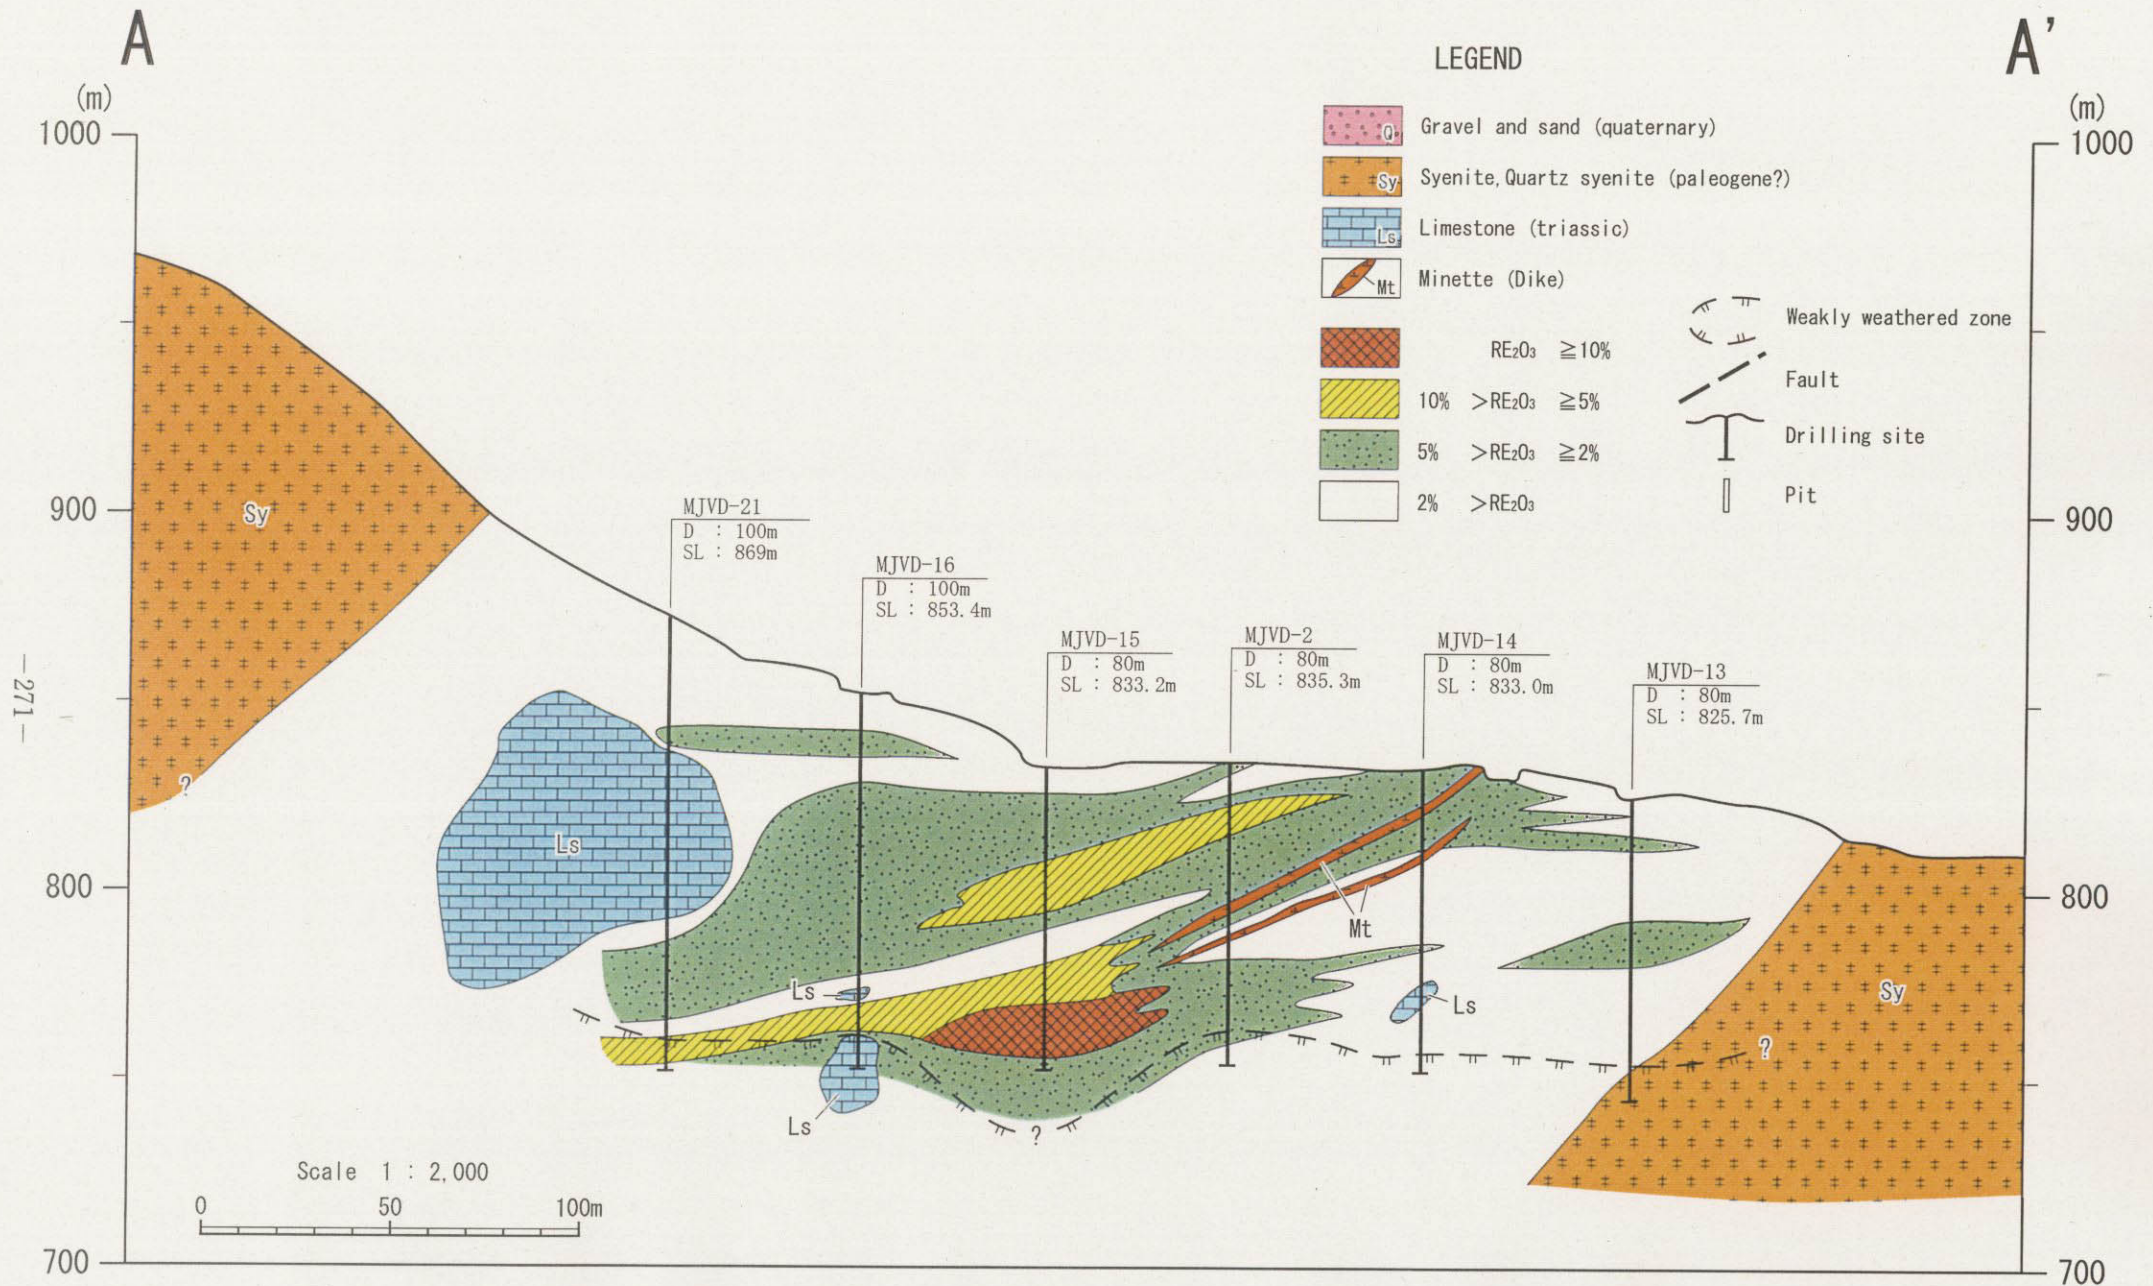 A
A'
(m)
1000
900
800
700
(m)
1000
900
800
700
LEGEND
Q
Gravel and sand (quaternary)
Sy
Syenite, Quartz syenite (paleogene?)
Ls
Limestone (triassic)
Mt
Minette (Dike)
RE₂O₃ ≧10%
10% >RE₂O₃ ≧5%
5% >RE₂O₃ ≧2%
2% >RE₂O₃
Weakly weathered zone
Fault
Drilling site
Pit
MJVD-21
D : 100m
SL : 869m
MJVD-16
D : 100m
SL : 853.4m
MJVD-15
D : 80m
SL : 833.2m
MJVD-2
D : 80m
SL : 835.3m
MJVD-14
D : 80m
SL : 833.0m
MJVD-13
D : 80m
SL : 825.7m
Sy
?
Ls
Mt
Ls
Ls
Sy
?
Ls
?
Scale 1 : 2,000
0 50 100m
—271—